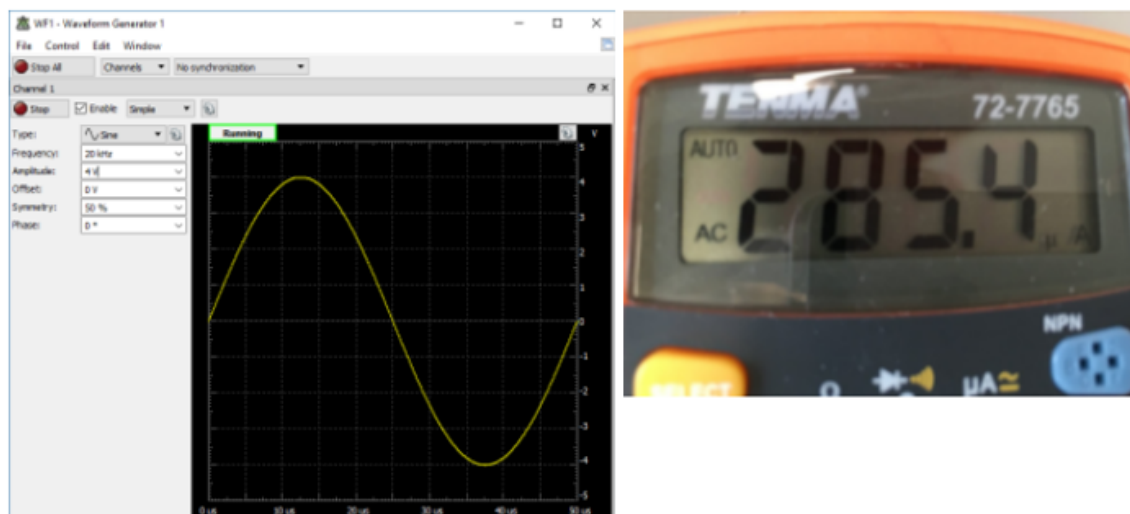 WF1 - Waveform Generator 1
File Control Edit Window
Stop All Channels No synchronization
Channel 1
Stop Enable Simple
Type: Sine
Frequency: 20 kHz
Amplitude: 4 V
Offset: 0 V
Symmetry: 50 %
Phase: 0 °
Running
V
5
4
3
2
1
0
-1
-2
-3
-4
-5
0 us 10 us 20 us 30 us 40 us 50 us
TENMA® 72-7765
AUTO
285.4
AC
μ A
NPN
SELECT
Ω
μA